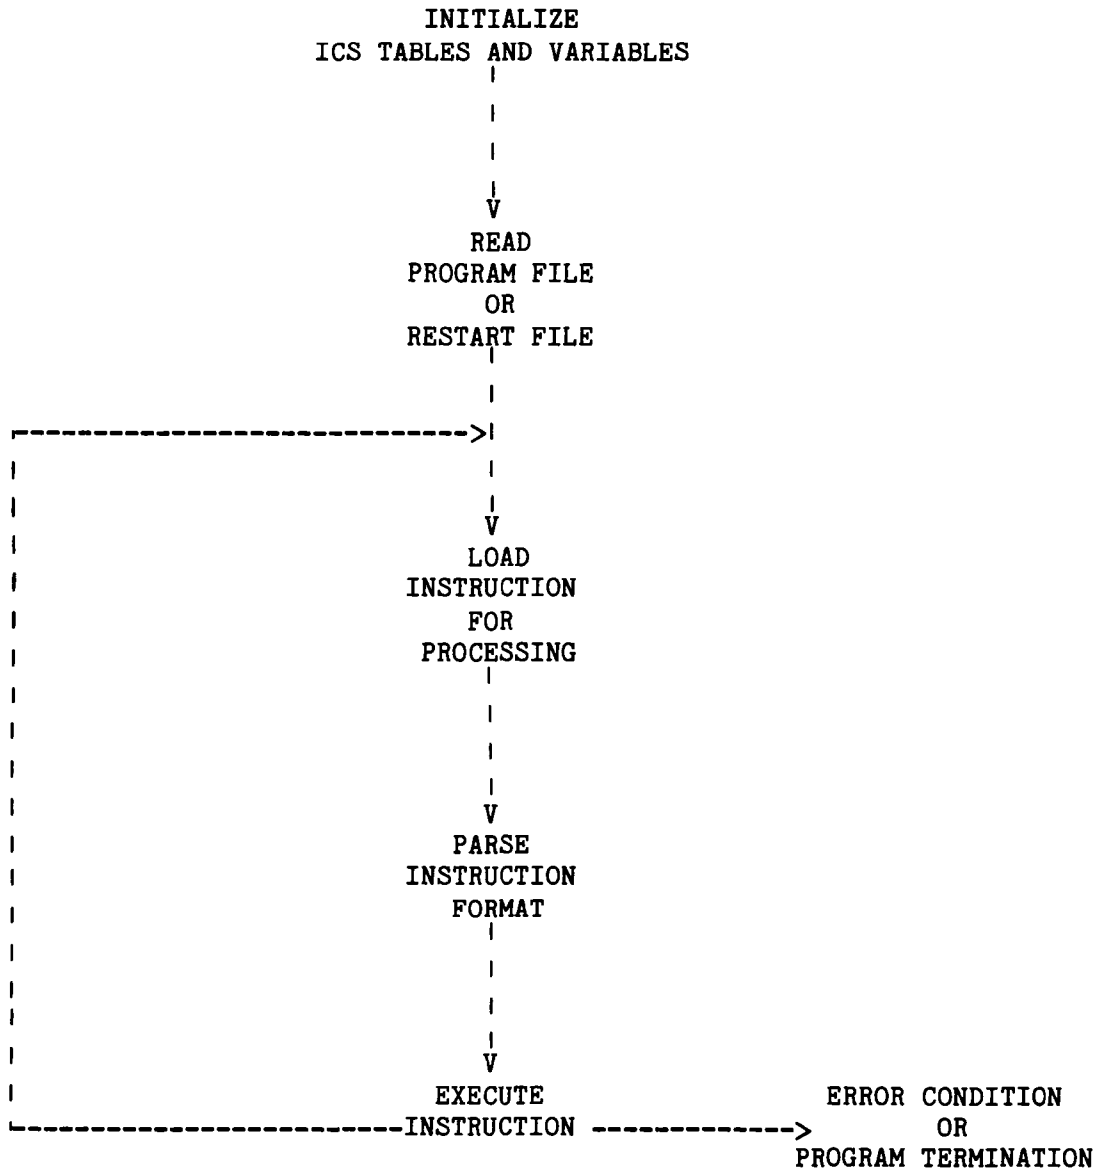 INITIALIZE
ICS TABLES AND VARIABLES
READ
PROGRAM FILE
OR
RESTART FILE
LOAD
INSTRUCTION
FOR
PROCESSING
PARSE
INSTRUCTION
FORMAT
EXECUTE
INSTRUCTION
ERROR CONDITION
OR
PROGRAM TERMINATION